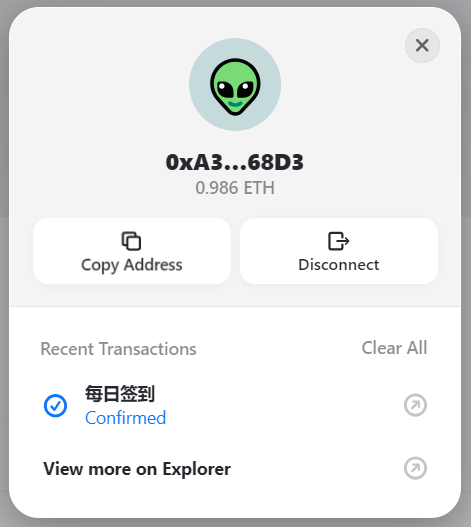 0xA3...68D3
0.986 ETH
Copy Address
Disconnect
Recent Transactions
Clear All
每日签到
Confirmed
View more on Explorer